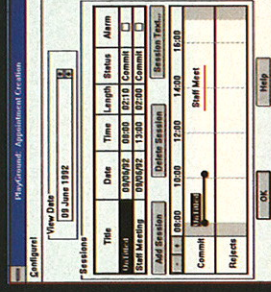 PlayGround: Appointment Creation
Configure!
View Date
09 June 1992
Sessions
Title Date Time Length Status Alarm
Untitled 09/06/92 09:00 02:10 Commit
Staff Meeting 09/06/92 13:00 02:00 Commit
Add Session Delete Session Session Text...
- + 08:00 10:00 12:00 14:00 16:00
Commit Untitled Staff Meet
Rejects
OK Help